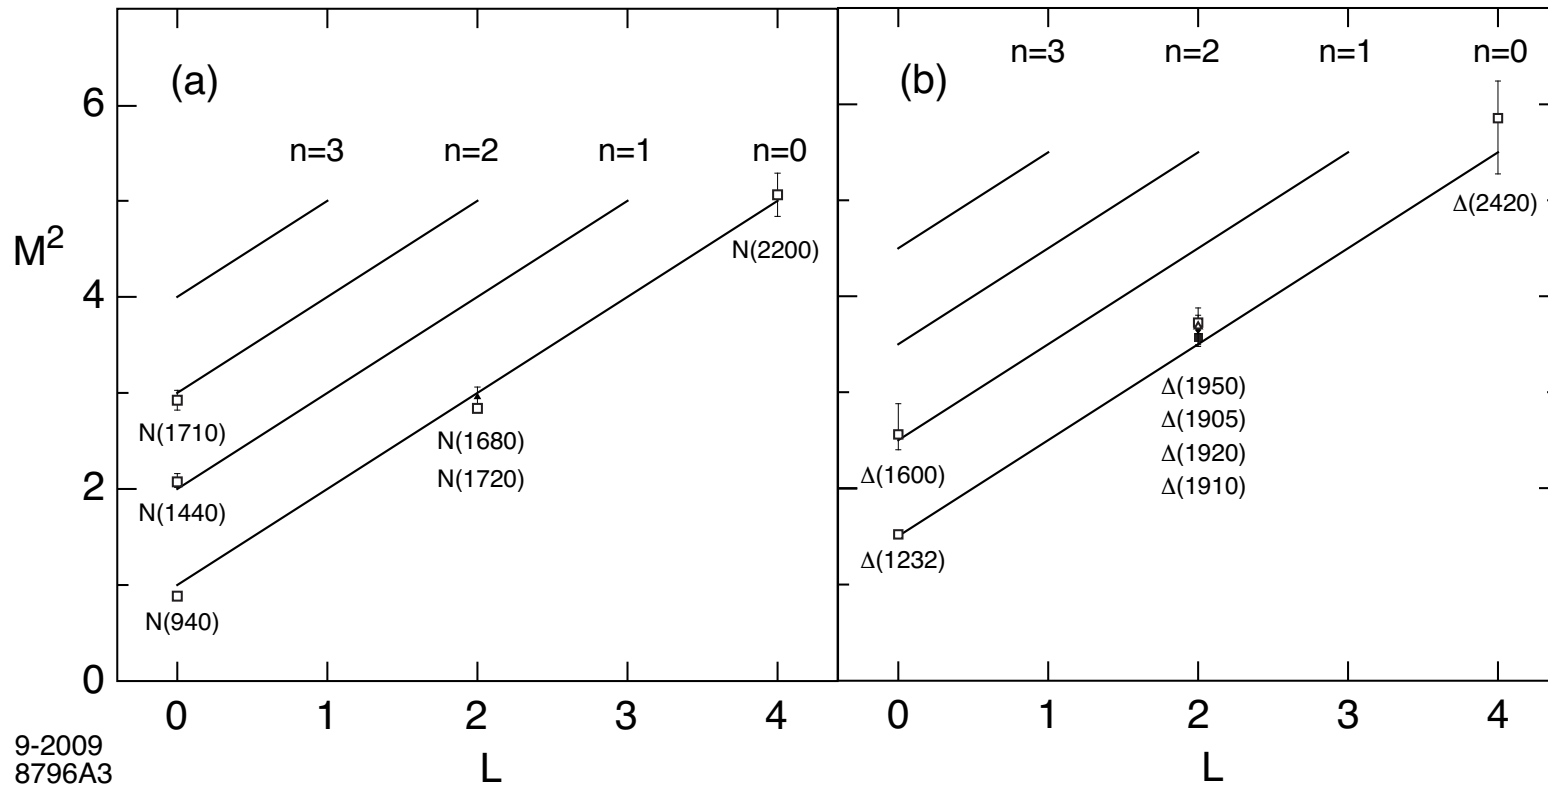 (a)
n=3 n=2 n=1 n=0
M²
6
4
2
0
N(2200)
N(1710)
N(1680)
N(1720)
N(1440)
N(940)
0 1 2 3 4
L
(b)
n=3 n=2 n=1 n=0
Δ(2420)
Δ(1950)
Δ(1905)
Δ(1920)
Δ(1910)
Δ(1600)
Δ(1232)
0 1 2 3 4
L
9-2009
8796A3